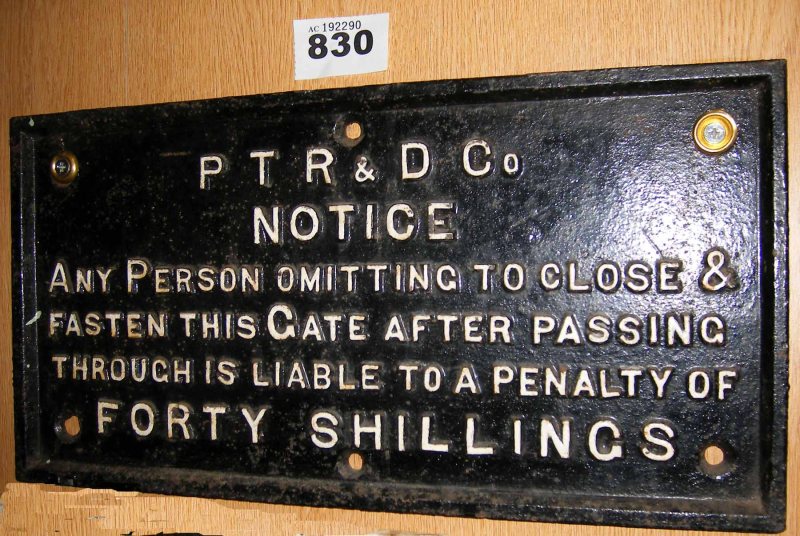 AC 192290
830
P T R & D Co
NOTICE
ANY PERSON OMITTING TO CLOSE &
FASTEN THIS GATE AFTER PASSING
THROUGH IS LIABLE TO A PENALTY OF
FORTY SHILLINGS